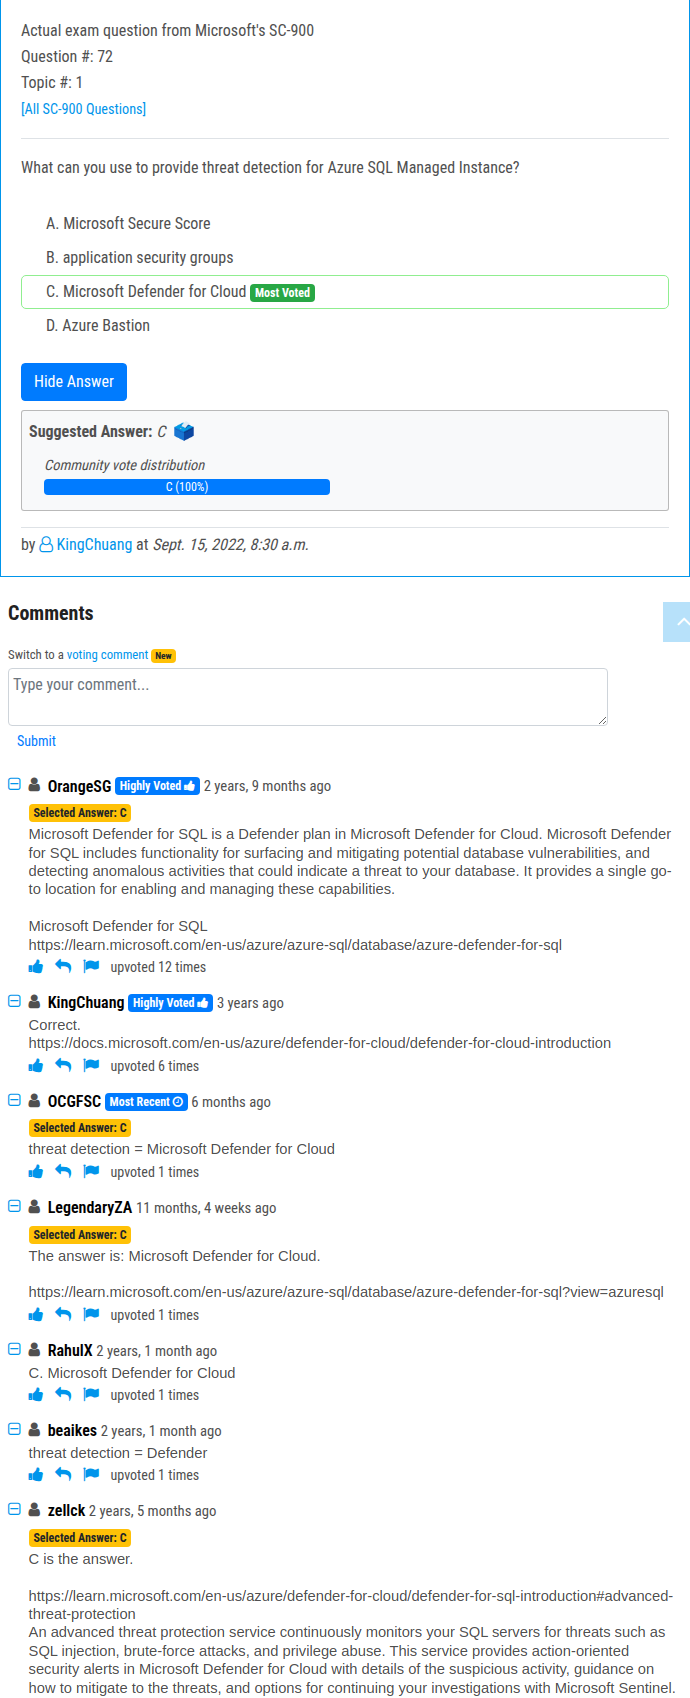 Actual exam question from Microsoft's SC-900
Question #: 72
Topic #: 1
[All SC-900 Questions]
What can you use to provide threat detection for Azure SQL Managed Instance?
A. Microsoft Secure Score
B. application security groups
C. Microsoft Defender for Cloud Most Voted
D. Azure Bastion
Hide Answer
Suggested Answer: C
Community vote distribution
C (100%)
by KingChuang at Sept. 15, 2022, 8:30 a.m.
Comments
Switch to a voting comment New
Type your comment...
Submit
OrangeSG Highly Voted 2 years, 9 months ago
Selected Answer: C
Microsoft Defender for SQL is a Defender plan in Microsoft Defender for Cloud. Microsoft Defender
for SQL includes functionality for surfacing and mitigating potential database vulnerabilities, and
detecting anomalous activities that could indicate a threat to your database. It provides a single go-
to location for enabling and managing these capabilities.
Microsoft Defender for SQL
https://learn.microsoft.com/en-us/azure/azure-sql/database/azure-defender-for-sql
upvoted 12 times
KingChuang Highly Voted 3 years ago
Correct.
https://docs.microsoft.com/en-us/azure/defender-for-cloud/defender-for-cloud-introduction
upvoted 6 times
OCGFSC Most Recent 6 months ago
Selected Answer: C
threat detection = Microsoft Defender for Cloud
upvoted 1 times
LegendaryZA 11 months, 4 weeks ago
Selected Answer: C
The answer is: Microsoft Defender for Cloud.
https://learn.microsoft.com/en-us/azure/azure-sql/database/azure-defender-for-sql?view=azuresql
upvoted 1 times
RahulX 2 years, 1 month ago
C. Microsoft Defender for Cloud
upvoted 1 times
beaikes 2 years, 1 month ago
threat detection = Defender
upvoted 1 times
zellck 2 years, 5 months ago
Selected Answer: C
C is the answer.
https://learn.microsoft.com/en-us/azure/defender-for-cloud/defender-for-sql-introduction#advanced-
threat-protection
An advanced threat protection service continuously monitors your SQL servers for threats such as
SQL injection, brute-force attacks, and privilege abuse. This service provides action-oriented
security alerts in Microsoft Defender for Cloud with details of the suspicious activity, guidance on
how to mitigate to the threats, and options for continuing your investigations with Microsoft Sentinel.